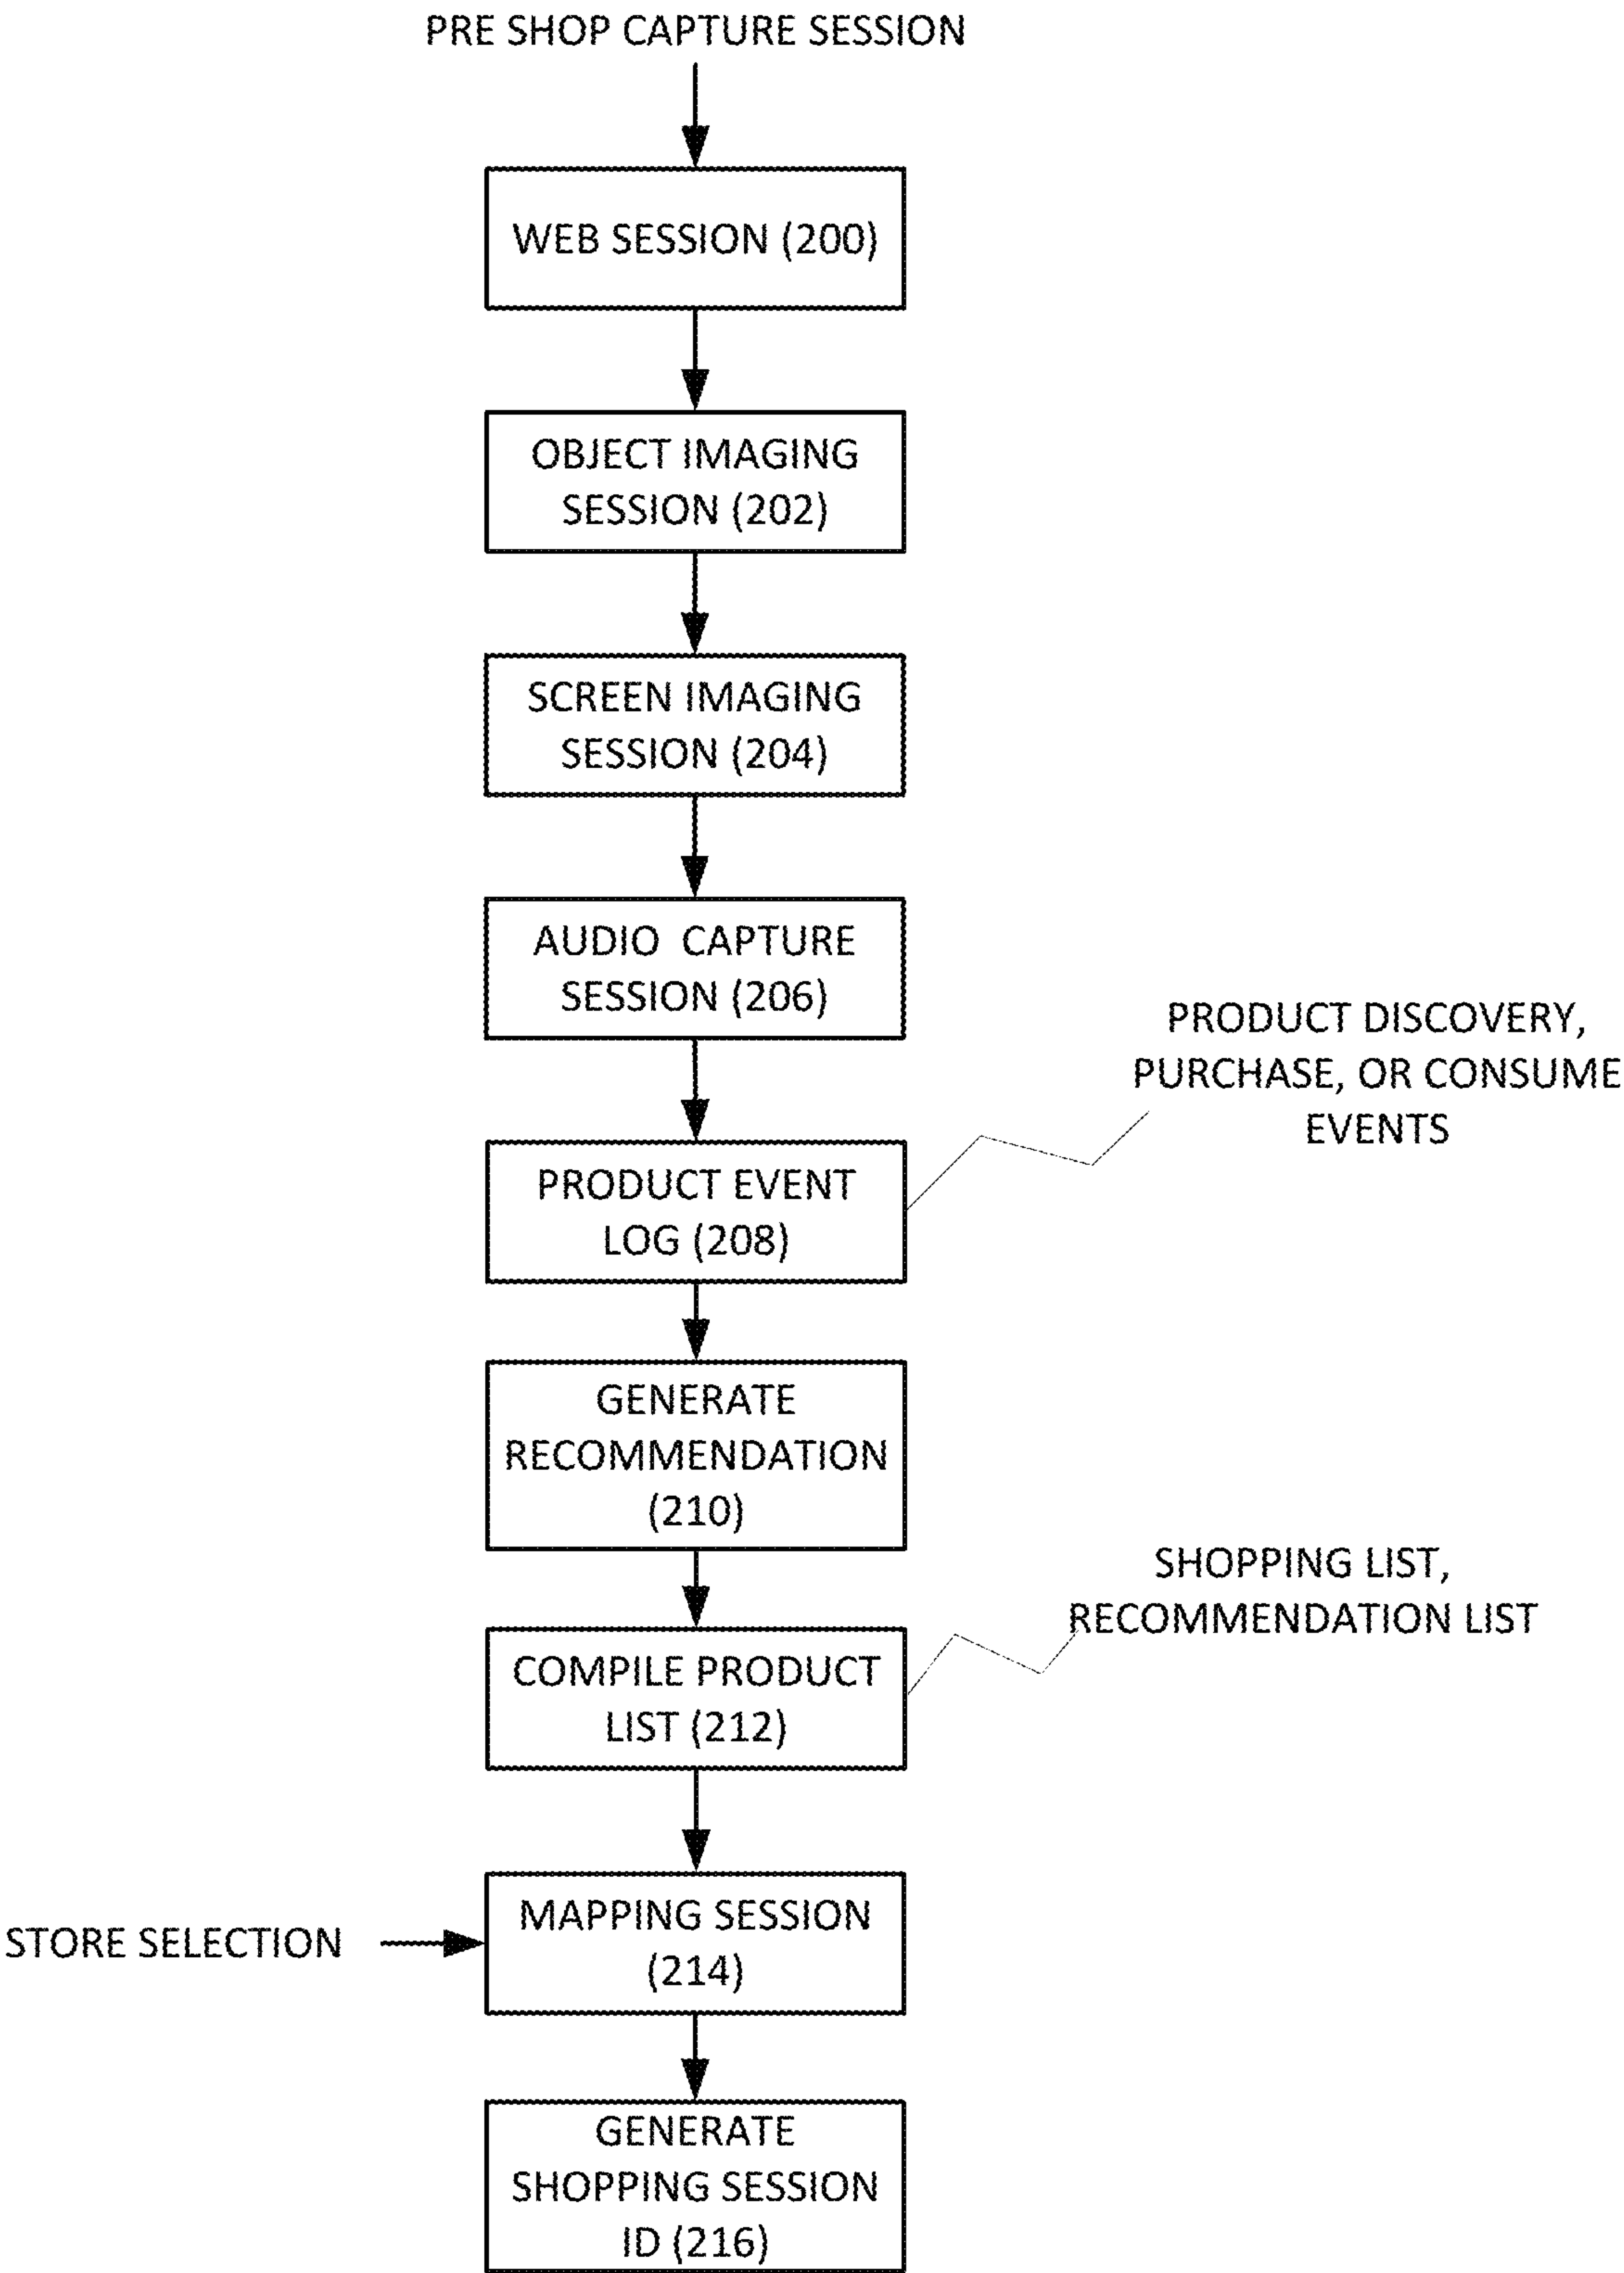 PRE SHOP CAPTURE SESSION
WEB SESSION (200)
OBJECT IMAGING
SESSION (202)
SCREEN IMAGING
SESSION (204)
AUDIO CAPTURE
SESSION (206)
PRODUCT DISCOVERY,
PURCHASE, OR CONSUME
EVENTS
PRODUCT EVENT
LOG (208)
GENERATE
RECOMMENDATION
(210)
SHOPPING LIST,
RECOMMENDATION LIST
COMPILE PRODUCT
LIST (212)
STORE SELECTION
MAPPING SESSION
(214)
GENERATE
SHOPPING SESSION
ID (216)